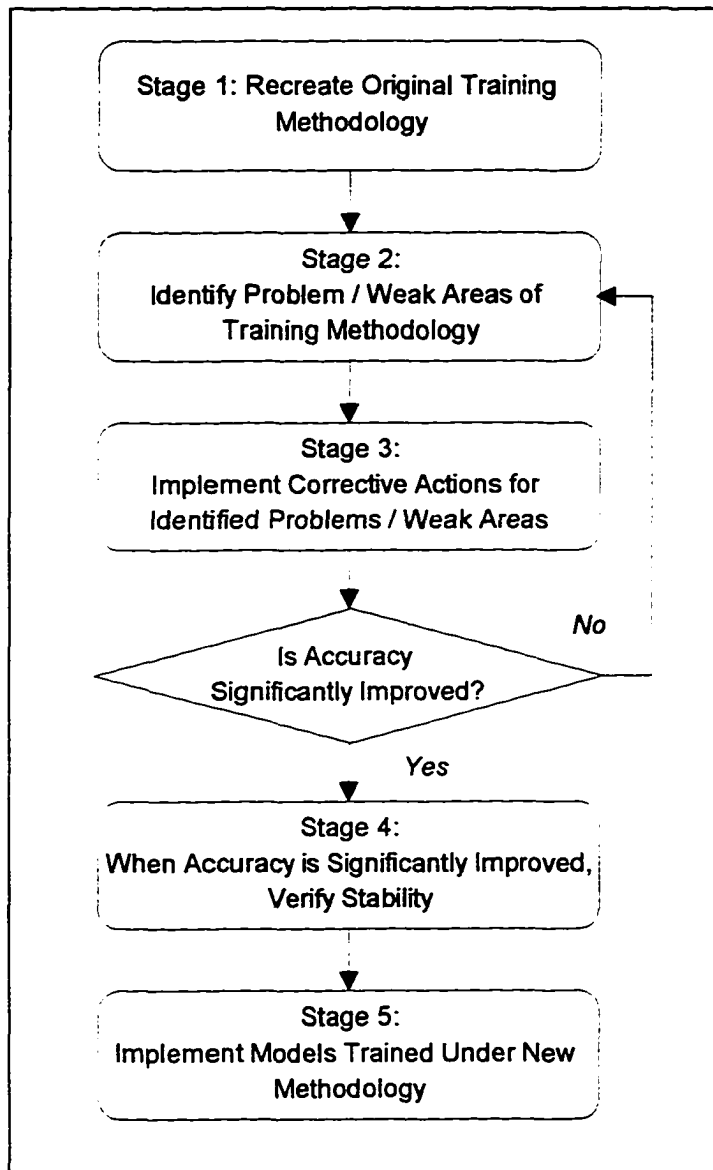 Stage 1: Recreate Original Training
Methodology
Stage 2:
Identify Problem / Weak Areas of
Training Methodology
Stage 3:
Implement Corrective Actions for
Identified Problems / Weak Areas
No
Is Accuracy
Significantly Improved?
Yes
Stage 4:
When Accuracy is Significantly Improved,
Verify Stability
Stage 5:
Implement Models Trained Under New
Methodology